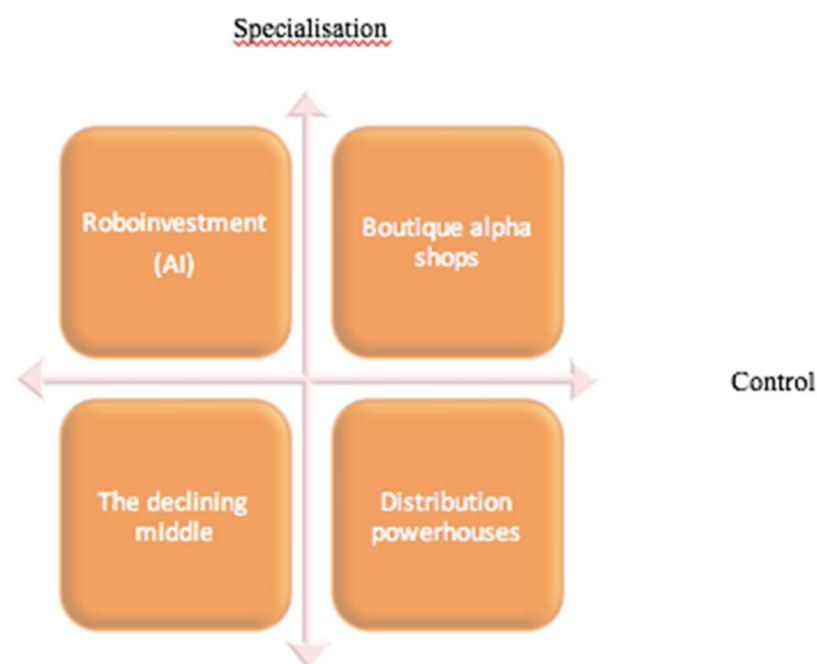 Specialisation
Roboinvestment
(AI)
Boutique alpha
shops
Control
The declining
middle
Distribution
powerhouses